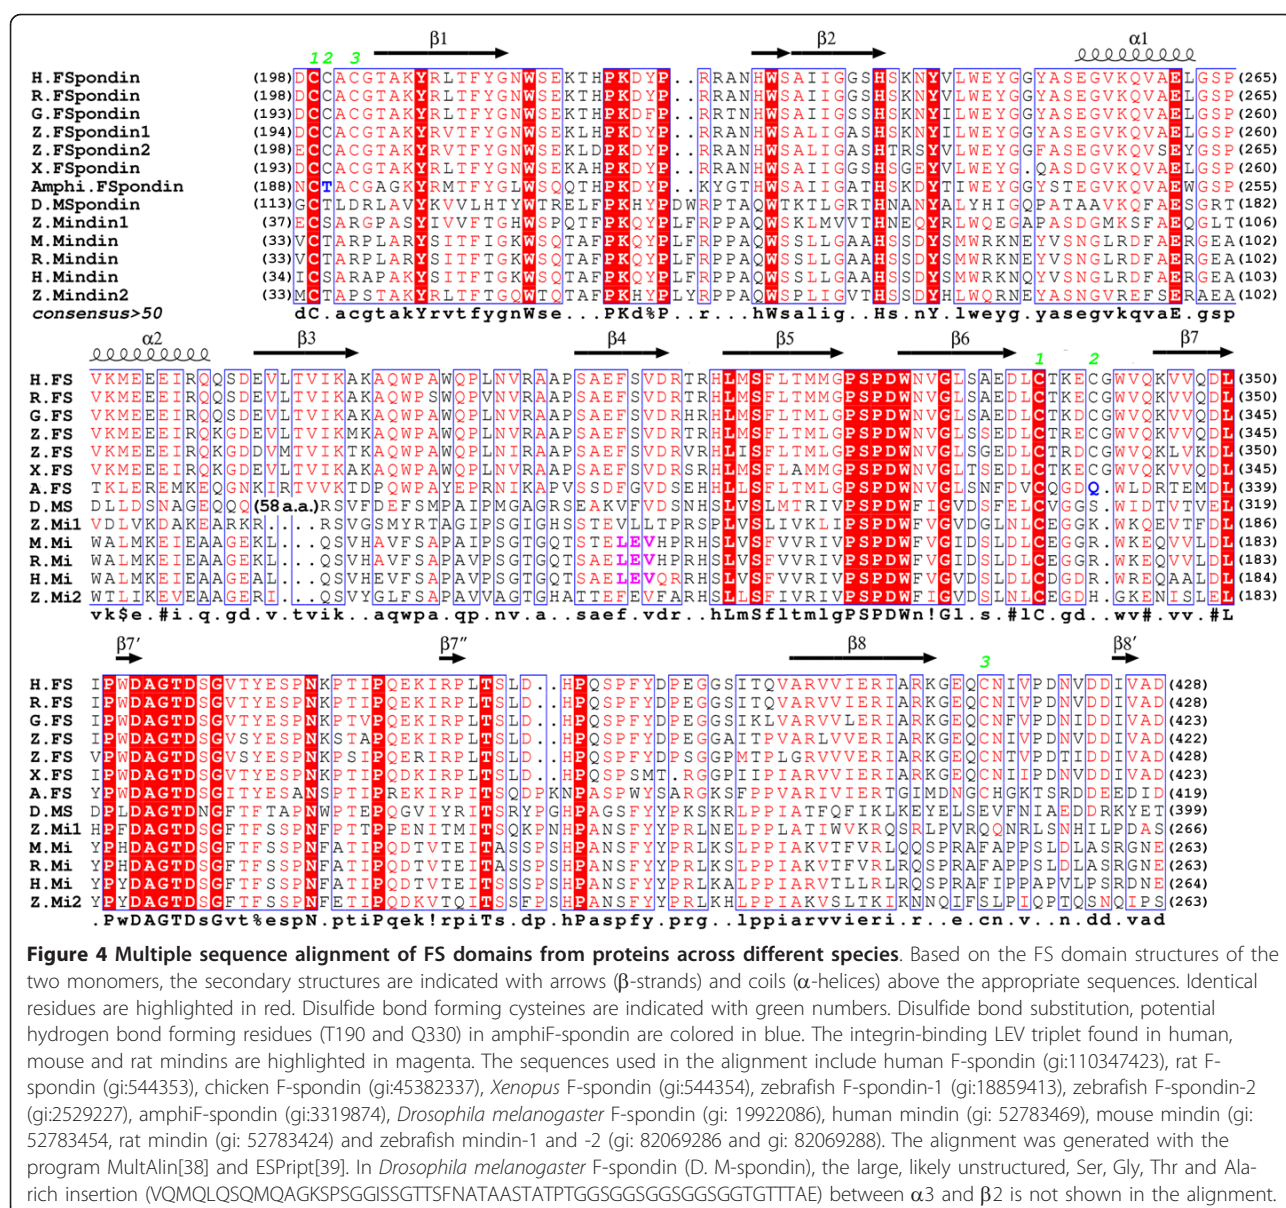 β1 β2 α1
1 2 3
H.FSpondin (198) DCCACGTAKYRLTFYGNWSEKTHPKDYP..RRANHWSAIIGGSHSKNYVLWEYGGYASEGVKQVAELGSP (265)
R.FSpondin (198) DCCACGTAKYRLTFYGNWSEKTHPKDYP..RRANHWSAIIGGSHSKNYVLWEYGGYASEGVKQVAELGSP (265)
G.FSpondin (193) DCCACGTAKYRLTFYGNWSEKTHPKDFP..RRTNHWSAIIGSSHSKNYILWEYGGYASEGVKQVAELGSP (260)
Z.FSpondin1 (194) DCCACGTAKYRVTFYGNWSEKTHPKDYP..RRANHWSALIGASHSKNYILWEYGGYASEGVKQVAELGSP (260)
Z.FSpondin2 (198) ECCACGTAKYRVTFYGNWSEKLDPKDYP..RRANHWSALIGASHTRSYVLWEYGGFASEGVKQVSEYGSP (265)
X.FSpondin (193) DCCACGTAKYRLTFYGNWSEKAHPKDYP..RRANHWSAIIGGSHSGEYVLWEYG.QASDGVKQVAELGSP (260)
Amphi.FSpondin (188) NCTACGAGKYRMTFYGLWSQQTHPKDYP..KYGTHWSAIIGATHSKDYTIWEYGGYSTEGVKQVAEWGSP (255)
D.MSpondin (113) GCTLDRLAVYKVVLHTYWTRELFPKHYPDWRPTAQWTKTLGRTHNANYALYHIGQPATAAVKQFAESGRT (182)
Z.Mindin1 (37) ECSARGPASYIVVFTGHWSPQTFPKQYPLFRPPAQWSKLMVVTHNEQYRLWQEGAPASDGMKSFAEQGLT (106)
M.Mindin (33) VCTARPLARYSITFIGKWSQTAFPKQYPLFRPPAQWSSLLGAAHSSDYSMWRKNEYVSNGLRDFAERGEA (102)
R.Mindin (33) VCTARPLARYSITFTGKWSQTAFPKQYPLFRPPAQWSSLLGAAHSSDYSMWRKNEYVSNGLRDFAERGEA (102)
H.Mindin (34) ICSARAPAKYSITFTGKWSQTAFPKQYPLFRPPAQWSSLLGAAHSSDYSMWRKNQYVSNGLRDFAERGEA (103)
Z.Mindin2 (33) MCTAPSTAKYRLTFTGQWTQTAFPKHYPLYRPPAQWSPLIGVTHSSDYHLWQRNEYASNGVREFSERAEA (102)
consensus>50 dC.acgtakYrvtfygnWse...PKd%P..r...hWsalig..Hs.nY.lweyg.yasegvkqvaE.gsp
α2 β3 β4 β5 β6 β7
1 2
H.FS VKMEEEIRQQSDEVLTVIKAKAQWPAWQPLNVRAAPSAEFSVDRTRHLMSFLTMMGPSPDWNVGLSAEDLCTKECGWVQKVVQDL (350)
R.FS VKMEEEIRQQSDEVLTVIKAKAQWPSWQPVNVRAAPSAEFSVDRTRHLMSFLTMMGPSPDWNVGLSAEDLCTKECGWVQKVVQDL (350)
G.FS VKMEEEIRQQSDEVLTVIKAKAQWPAWQPLNVRAAPSAEFSVDRHRHLMSFLTMLGPSPDWNVGLSAEDLCTKDCGWVQKVVQDL (345)
Z.FS VKMEEEIRQKGDEVLTVIKMKAQWPAWQPLNIRAAPSAEFSVDRSRHLMSFLTMLGPSPDWNVGLSSEDLCTRECGWVQKVVQDL (345)
Z.FS VKMEEEIRQKGDDVMTVIKTKAQWPAWQPLNVRAAPSAEFSVDRVRHLISFLTMLGPSPDWNVGLSSEDLCTKDCGWVQKLVKDL (350)
X.FS VKMEEEIRQKGDEVLTVIKAKAQWPAWQPLNVRAAPSAEFSVDRSRHLMSFLAMMGPSPDWNVGLTSEDLCTKECGWVQKVVQDL (345)
A.FS TKLEREMKEQGNKIRTVVKTDPQWPAYEPRNIKAPVSSDFGVDSEHHLMSFLTMLGPSPDWNVGLSNFDVCQGDQ.WLDRTEMDL (339)
D.MS DLLDSNAGEQQQ(58 a.a.)RSVFDEFSMPAIPMGAGRSEAKVFVDSNHSLVSLMTRIVPSPDWFIGVDSFELCVGGS.WIDTVTVEL (319)
Z.Mi1 VDLVKDAKEARKR...RSVGSMYRTAGIPSGIGHSSTEVLLTPRSPLVSLIVKLIPSPDWFVGVDGLDLCEGGK.WKQEVTFDL (186)
M.Mi WALMKEIEAAGEKL...QSVHAVFSAPAIPSGTGQTSTELEVHPRHSLVSFVVRIVPSPDWFVGIDSLDLCEGGR.WKEQVVLDL (183)
R.Mi WALMKEIEAAGEKL...QSVHAVFSAPAVPSGTGQTSAELEVHPRHSLVSFVVRIVPSPDWFVGIDSLDLCEGGR.WKEQVVLDL (183)
H.Mi WALMKEIEAAGEAL...QSVHEVFSAPAVPSGTGQTSAELEVQRRHSLVSFVVRIVPSPDWFVGVDSLDLCDGDR.WREQAALDL (184)
Z.Mi2 WTLIKEVEAAGERI...QSVYGLFSAPAVVAGTGHATTEFEVFARHSLLSFIVRIVPSPDWFVGVDSLNLCEGDH.GKENISLEL (183)
vk$e.#i.q.gd.v.tvik..aqwpa.qp.nv.a...saef.vdr..hLmSfltmlgPSPDWn!Gl.s.#lC.gd..wv#.vv.#L
β7′ β7″ β8 β8′
3
H.FS IPWDAGTDSGVTYESPNKPTIPQEKIRPLTSLD..HPQSPFYDPEGGSITQVARVVIERIARKGEQCNIVPDNVDDIVAD (428)
R.FS IPWDAGTDSGVTYESPNKPTIPQEKIRPLTSLD..HPQSPFYDPEGGSITQVARVVIERIARKGEQCNIVPDNVDDIVAD (428)
G.FS IPWDAGTDSGVTYESPNKPTVPQEKIRPLTSLD..HPQSPFYDPEGGSIKLVARVVLERIARKGEQCNFVPDNVDDIVAD (423)
Z.FS IPWDAGTDSGVSYESPNKSTAPQEKIRPLTSLD..HPQSPFYDPEGGAITPVARLVVERIARKGEQCNIVPDNVDDIVAD (422)
Z.FS VPWDAGTDSGVTYESPNKPSIPQERIRPLTSLD..HPQSPFYDPEGGPMTPLGRVVIERIARKGEQCNTVPDTIDDIVAD (428)
X.FS IPWDAGTDSGVTYESPNKPTIPQDKIRPLTSLD..HPQSPSMT.RGGPIIPVARVVIERIARKGEQCNIIPDNVDDIVAD (423)
A.FS YPWDAGTDSGITYESANSPTIPREKIRPLTSQDPKNPASPWYSARGKSFPPVARVVIERTGIMDNGCHGKTSRDDEEDID (419)
D.MS DPLDAGTDNGFTFTAPNWPTEPQGVIYRITSRYPGHPAGSFYYPKSKRLPPIATFQFIKLKEYELSEVFNIAEDDRKYET (399)
Z.Mi1 HPFDAGTDSGFTFSSPNFPTTPPENITMITSQKPNHPANSFYYPRLNELPPLATIWVKRQSRLPVRQQNRLSNHILPDAS (266)
M.Mi YPHDAGTDSGFTFSSPNFATIPQDTVTEITASSPSHPANSFYYPRLKSLPPIAKVTFVRLQQSPRAFAPPSLDLASRGNE (263)
R.Mi YPHDAGTDSGFTFSSPNFATIPQDTVTEITASSPSHPANSFYYPRLKSLPPIAKVTFVRLRQSPRAFAPPSLDLASRGNE (263)
H.Mi YPYDAGTDSGFTFSSPNFATIPQDTVTEITSSSPSHPANSFYYPRLKALPPIARVTLLRLRQSPRAFIPPAPVLPSRDNE (264)
Z.Mi2 YPYDAGTDSGFTFSSPNFETIPQDKVTQITSSFPSHPANSFYYPRLKTLPPIAKVSLTKIKNNQIFSLPIQPTQSNQIPS (263)
.PwDAGTDsGvt%espN.ptiPqek!rpiTs.dp.hPaspfy.prg..lppiarvvieri.r..e.cn.v..n.dd.vad
Figure 4 Multiple sequence alignment of FS domains from proteins across different species. Based on the FS domain structures of the
two monomers, the secondary structures are indicated with arrows (β-strands) and coils (α-helices) above the appropriate sequences. Identical
residues are highlighted in red. Disulfide bond forming cysteines are indicated with green numbers. Disulfide bond substitution, potential
hydrogen bond forming residues (T190 and Q330) in amphiF-spondin are colored in blue. The integrin-binding LEV triplet found in human,
mouse and rat mindins are highlighted in magenta. The sequences used in the alignment include human F-spondin (gi:110347423), rat F-
spondin (gi:544353), chicken F-spondin (gi:45382337), Xenopus F-spondin (gi:544354), zebrafish F-spondin-1 (gi:18859413), zebrafish F-spondin-2
(gi:2529227), amphiF-spondin (gi:3319874), Drosophila melanogaster F-spondin (gi: 19922086), human mindin (gi: 52783469), mouse mindin (gi:
52783454, rat mindin (gi: 52783424) and zebrafish mindin-1 and -2 (gi: 82069286 and gi: 82069288). The alignment was generated with the
program MultAlin[38] and ESPript[39]. In Drosophila melanogaster F-spondin (D. M-spondin), the large, likely unstructured, Ser, Gly, Thr and Ala-
rich insertion (VQMQLQSQMQAGKSPSGGISSGTTSFNATAASTATPTGGSGGSGGSGGSGGTGTTTAE) between α3 and β2 is not shown in the alignment.